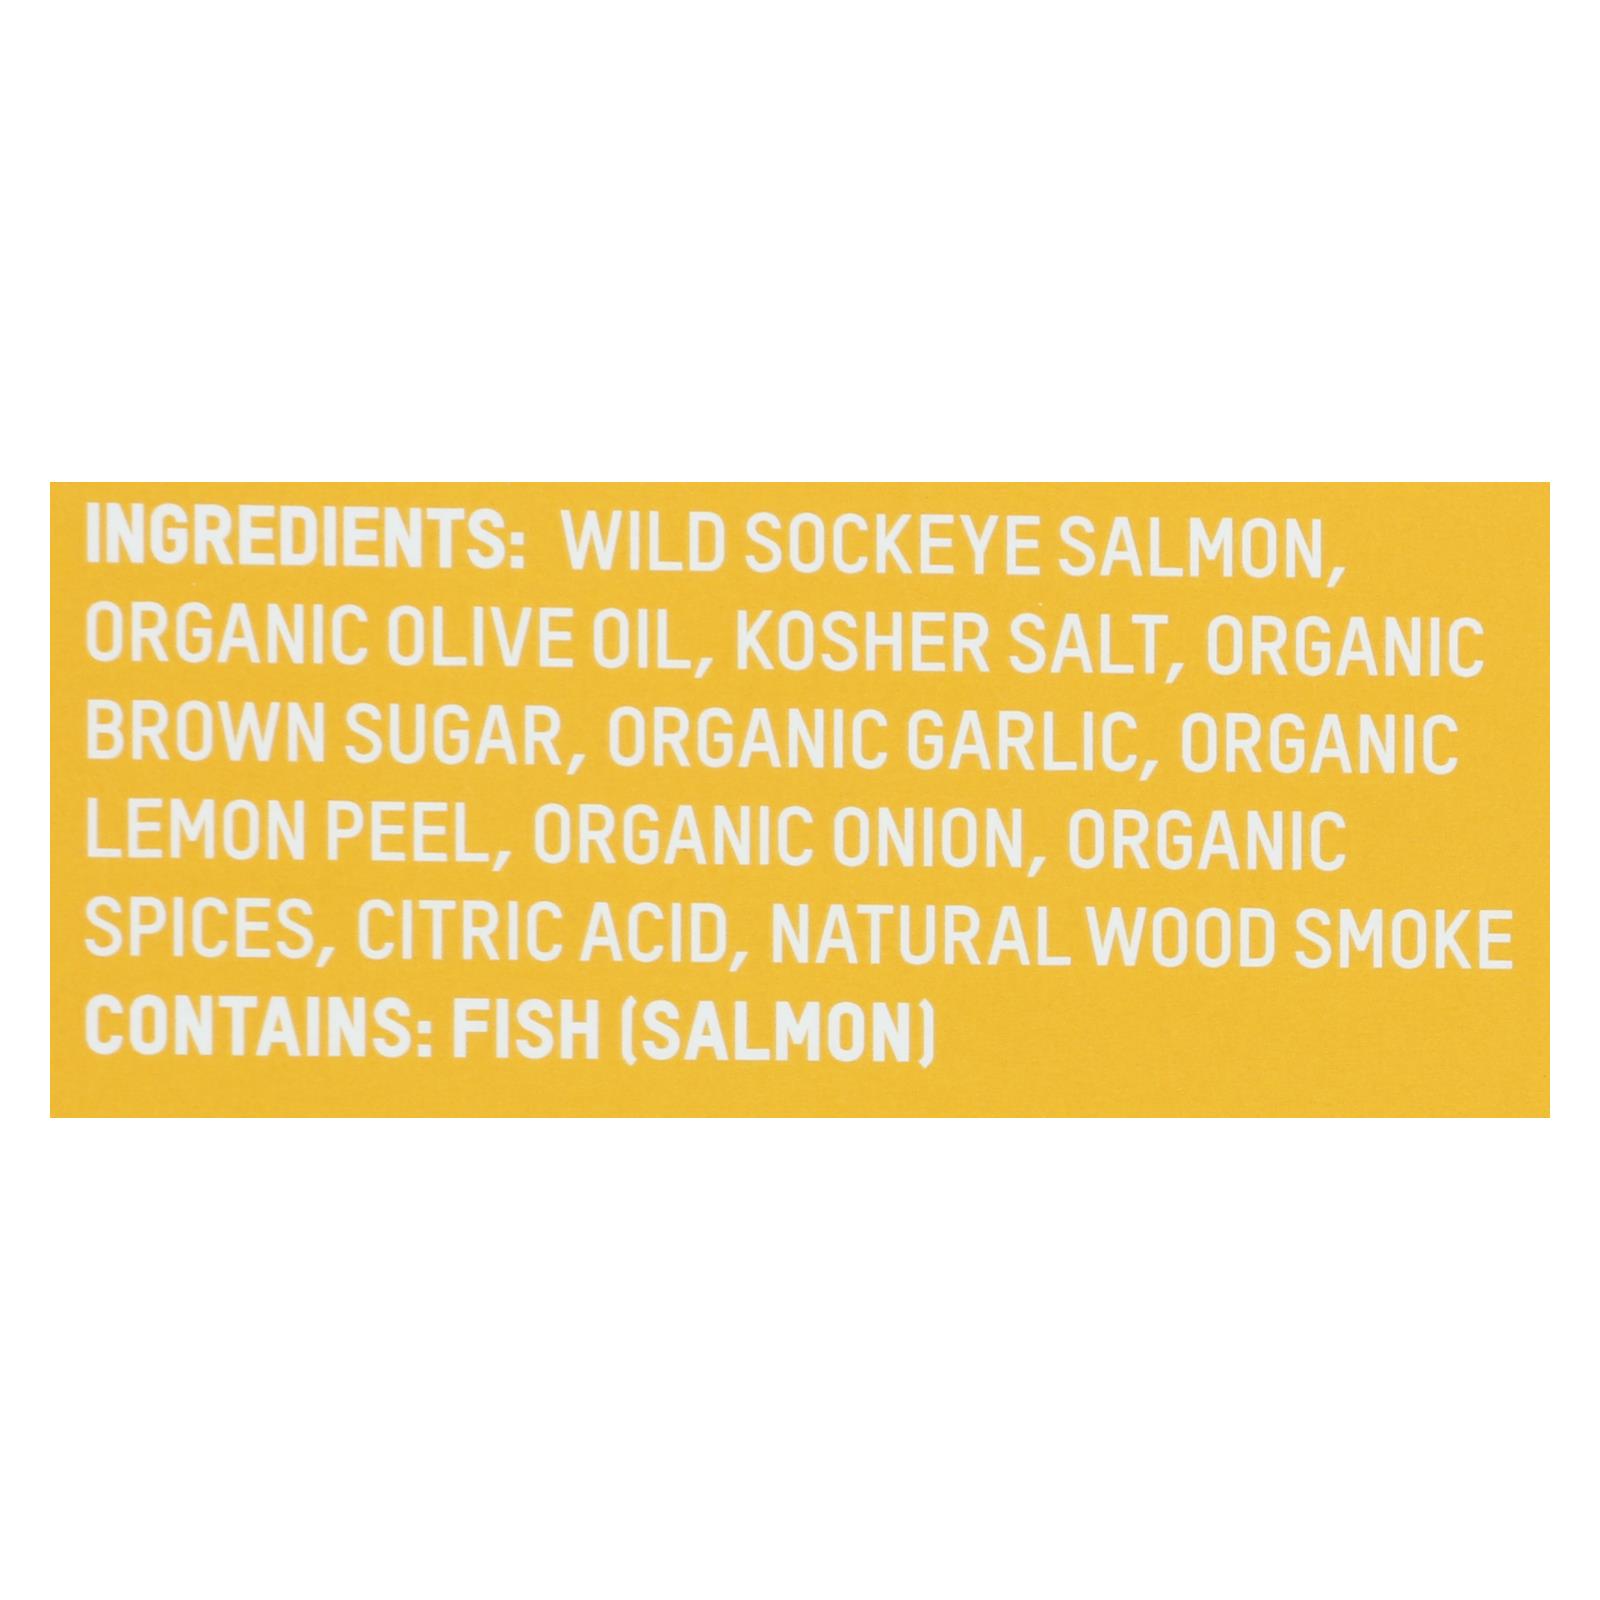 INGREDIENTS: WILD SOCKEYE SALMON,
ORGANIC OLIVE OIL, KOSHER SALT, ORGANIC
BROWN SUGAR, ORGANIC GARLIC, ORGANIC
LEMON PEEL, ORGANIC ONION, ORGANIC
SPICES, CITRIC ACID, NATURAL WOOD SMOKE
CONTAINS: FISH (SALMON)